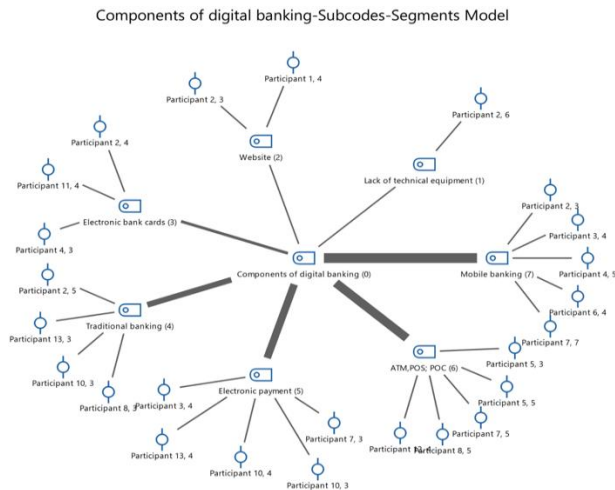 Components of digital banking-Subcodes-Segments Model
Participant 1, 4
Participant 2, 3
Participant 2, 6
Participant 2, 4
Website (2)
Lack of technical equipment (1)
Participant 11, 4
Participant 2, 3
Electronic bank cards (3)
Participant 3, 4
Participant 4, 3
Components of digital banking (0)
Mobile banking (7)
Participant 4, 5
Participant 2, 5
Participant 6, 4
Traditional banking (4)
Participant 13, 3
Participant 7, 7
Participant 5, 3
Participant 10, 3
ATM,POS; POC (6)
Electronic payment (5)
Participant 8, 3
Participant 3, 4
Participant 5, 5
Participant 7, 3
Participant 7, 5
Participant 13, 4
Participant
Participant 8, 5
Participant 10, 4
Participant 10, 3